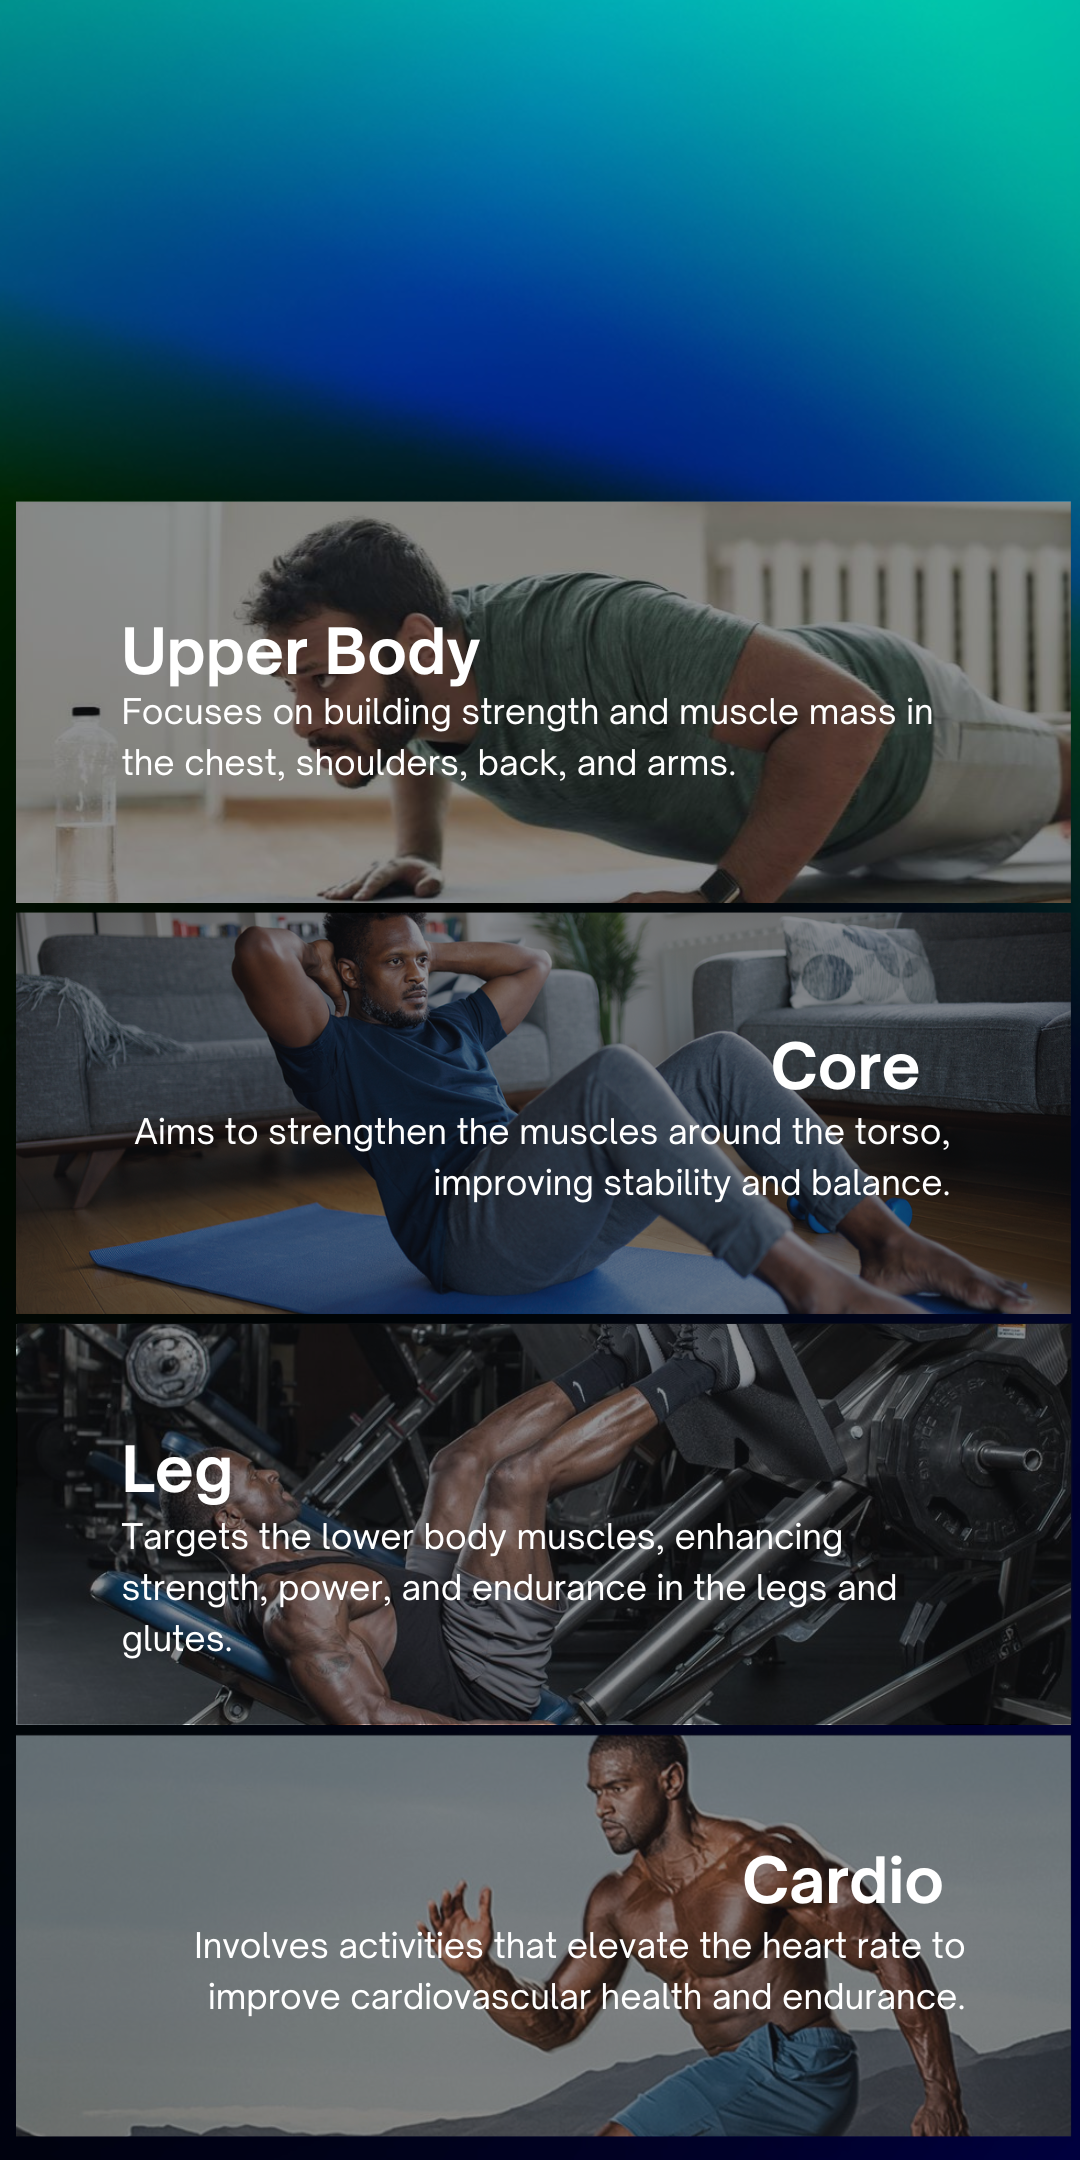 Upper Body
Focuses on building strength and muscle mass in
the chest, shoulders, back, and arms.
Core
Aims to strengthen the muscles around the torso,
improving stability and balance.
Leg
Targets the lower body muscles, enhancing
strength, power, and endurance in the legs and
glutes.
Cardio
Involves activities that elevate the heart rate to
improve cardiovascular health and endurance.